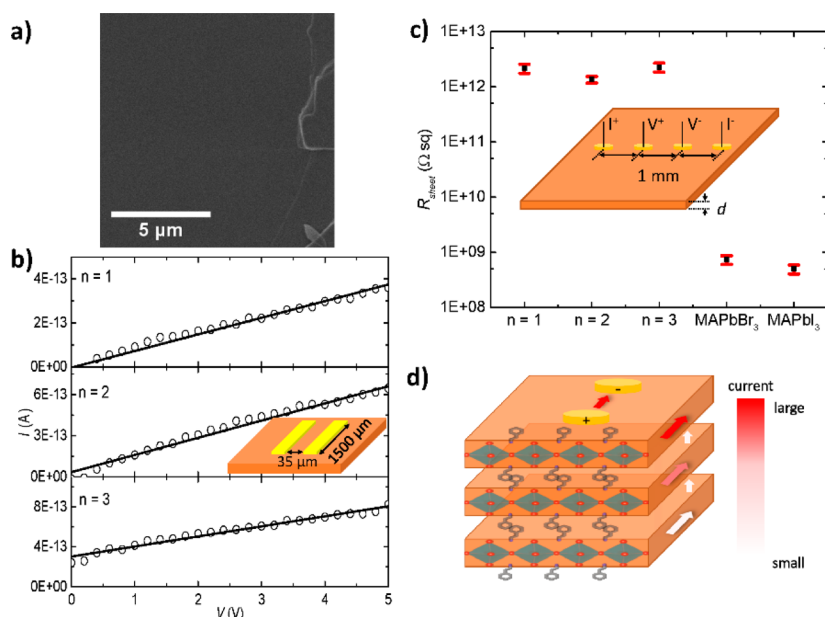 a)
5 μm
b)
n = 1
4E-13
2E-13
0E+00
n = 2
6E-13
3E-13
0E+00
I (A)
35 μm
1500 μm
n = 3
8E-13
4E-13
0E+00
0 1 2 3 4 5
V (V)
c)
1E+13
1E+12
1E+11
1E+10
1E+09
1E+08
R sheet (Ω sq)
I+ V+ V- I-
1 mm
d
n = 1 n = 2 n = 3 MAPbBr3 MAPbI3
d)
- 
+
current
large
small